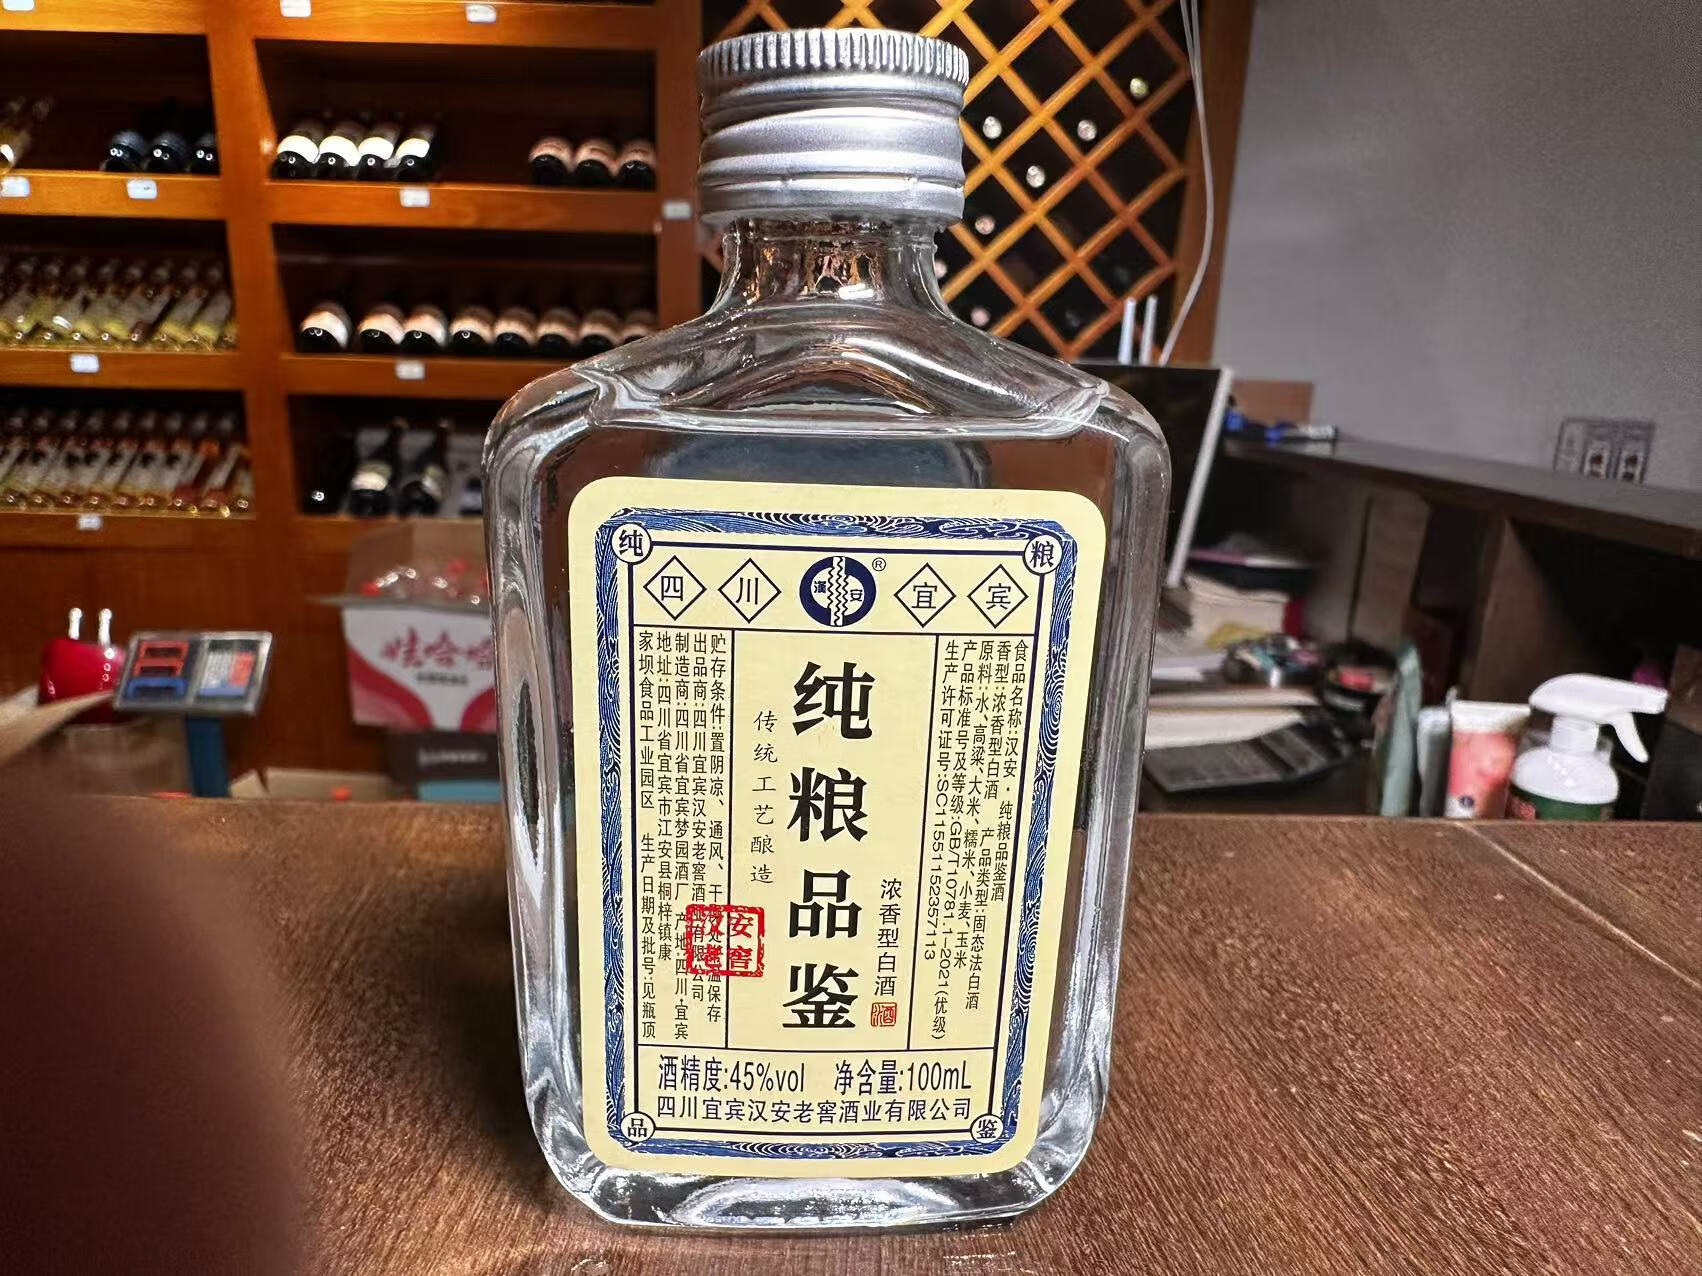 纯 粮
四 川 漢安 ® 宜 宾
食品名称:汉安·纯粮品鉴酒
香型:浓香型白酒 产品类型:固态法白酒
原料:水、高粱、大米、糯米、小麦、玉米
产品标准号及等级:GB/T10781.1-2021(优级)
生产许可证号:SC11551152357113
纯粮品鉴
浓香型白酒
酒
传统工艺酿造
汉安老窖
贮存条件:置阴凉、通风、干燥处常温保存
出品商:四川宜宾汉安老窖酒业有限公司
制造商:四川省宜宾梦园酒厂 产地:四川·宜宾
地址:四川省宜宾市江安县桐梓镇康
家坝食品工业园区 生产日期及批号:见瓶顶
酒精度:45%vol 净含量:100mL
四川宜宾汉安老窖酒业有限公司
品 鉴
娃哈哈